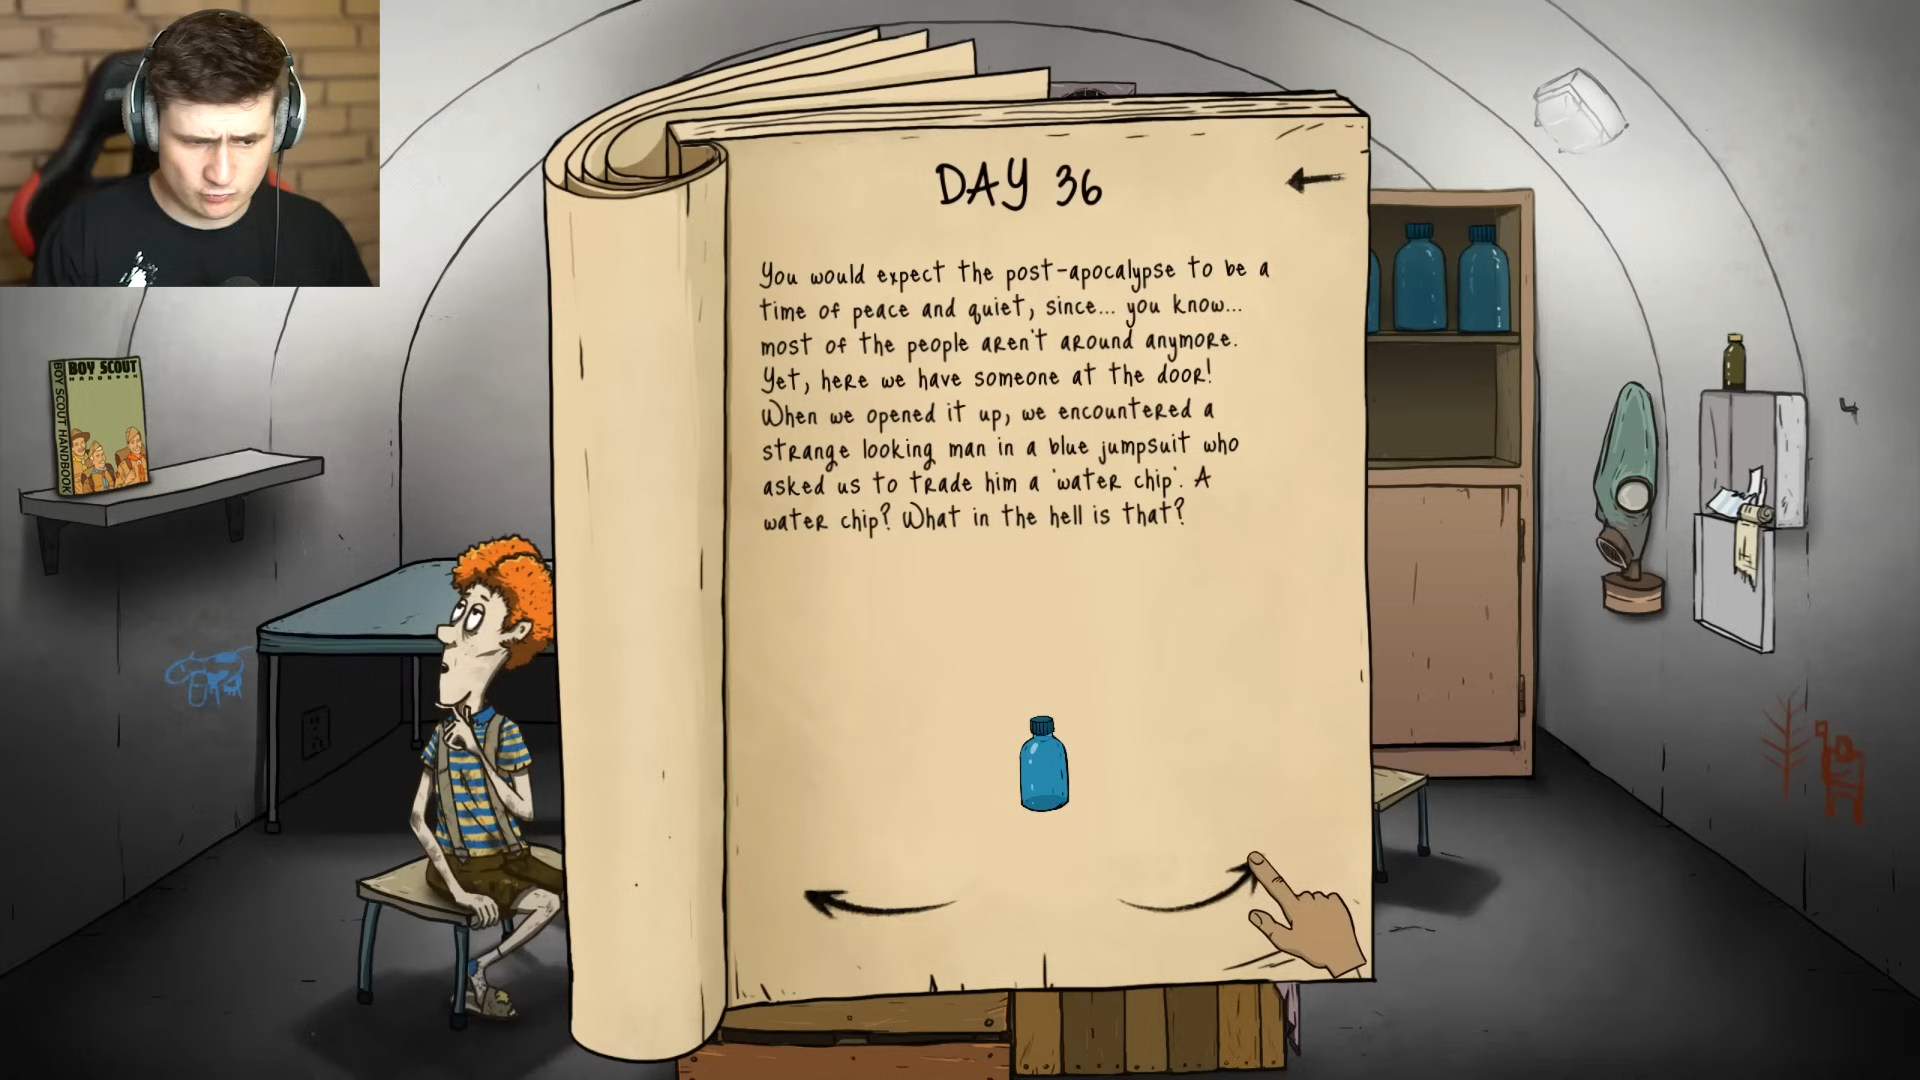 DAY 36
You would expect the post-apocalypse to be a
time of peace and quiet, since... you know...
most of the people aren't around anymore.
Yet, here we have someone at the door!
When we opened it up, we encountered a
strange looking man in a blue jumpsuit who
asked us to trade him a 'water chip'. A
water chip? What in the hell is that?
BOY SCOUT
HANDBOOK
BOY SCOUT HANDBOOK